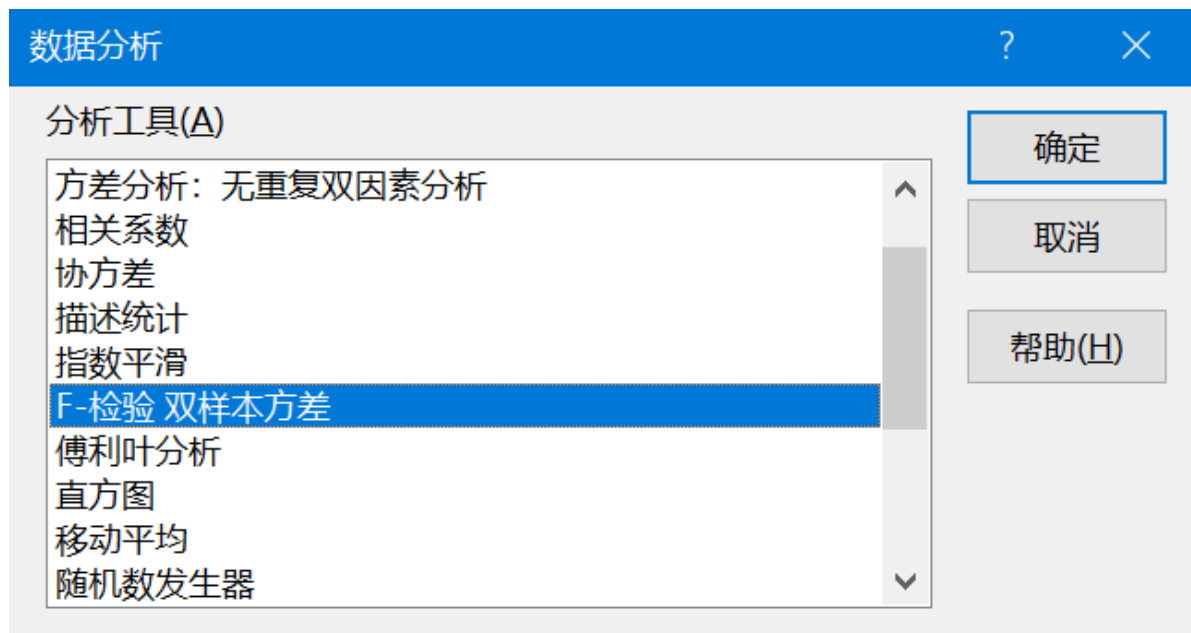 数据分析
?
分析工具(A)
确定
方差分析：无重复双因素分析
相关系数
取消
协方差
描述统计
帮助(H)
指数平滑
F-检验 双样本方差
傅利叶分析
直方图
移动平均
随机数发生器